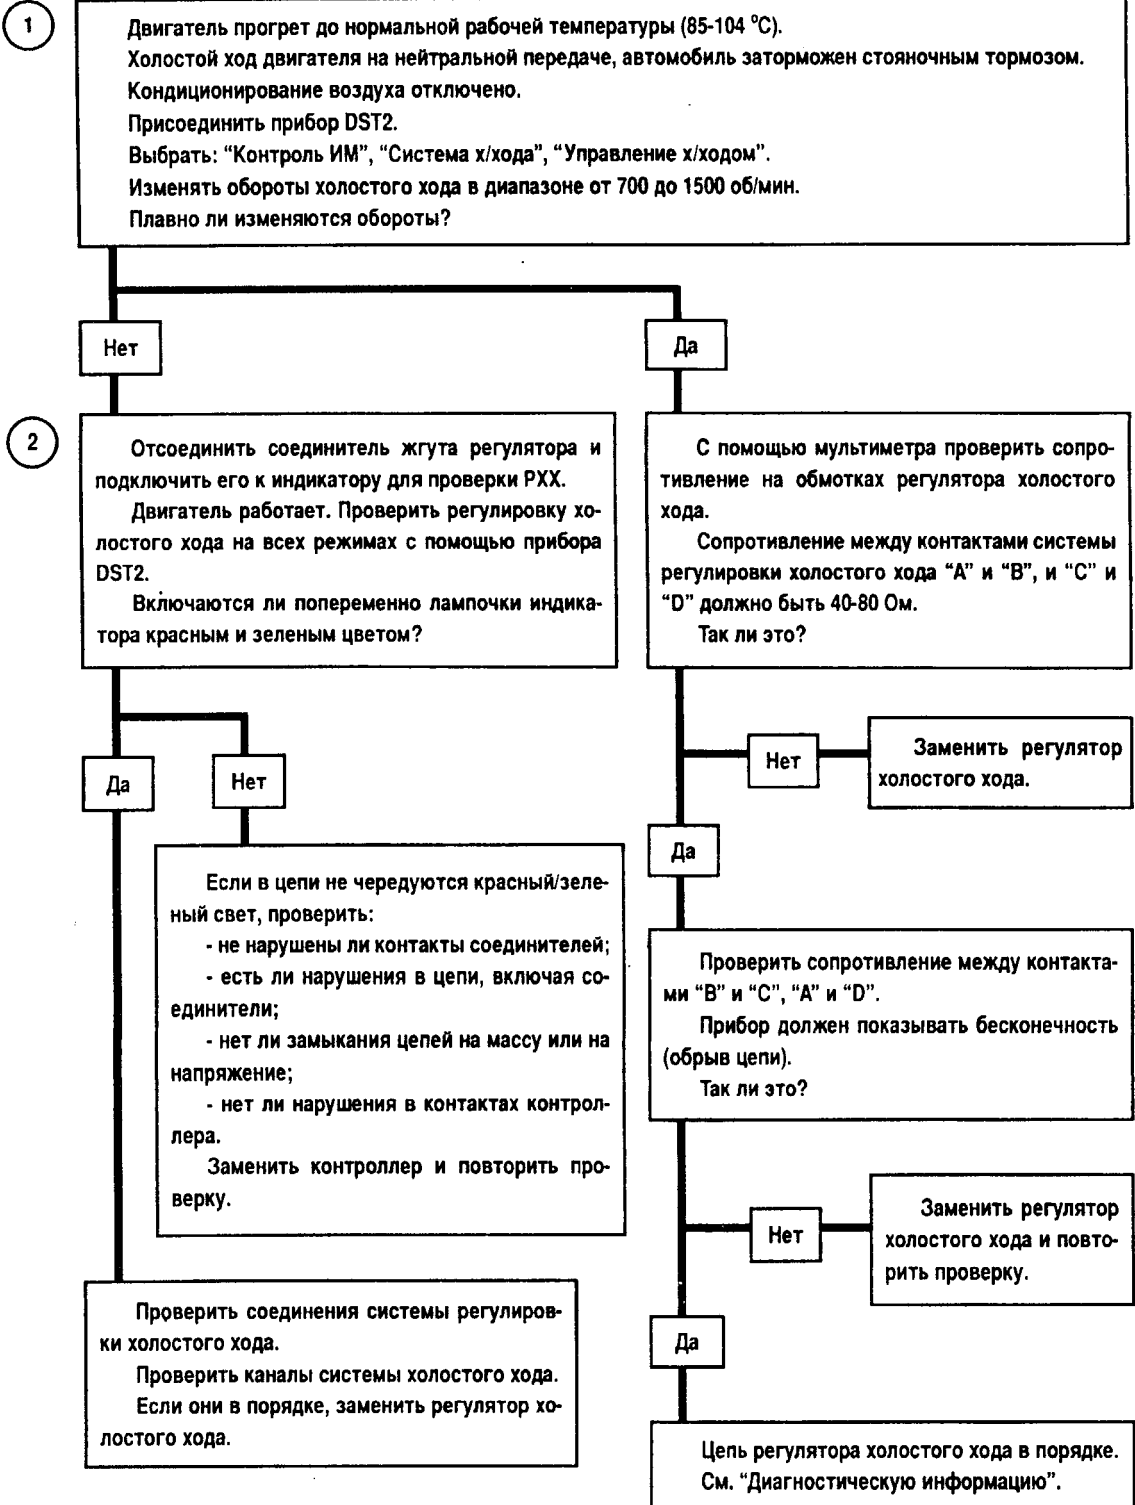 1
Двигатель прогрет до нормальной рабочей температуры (85-104 °С).
Холостой ход двигателя на нейтральной передаче, автомобиль заторможен стояночным тормозом.
Кондиционирование воздуха отключено.
Присоединить прибор DST2.
Выбрать: “Контроль ИМ”, “Система х/хода”, “Управление х/ходом”.
Изменять обороты холостого хода в диапазоне от 700 до 1500 об/мин.
Плавно ли изменяются обороты?
Нет
Да
2
Отсоединить соединитель жгута регулятора и
подключить его к индикатору для проверки РХХ.
Двигатель работает. Проверить регулировку хо-
лостого хода на всех режимах с помощью прибора
DST2.
Включаются ли попеременно лампочки индика-
тора красным и зеленым цветом?
С помощью мультиметра проверить сопро-
тивление на обмотках регулятора холостого
хода.
Сопротивление между контактами системы
регулировки холостого хода “А” и “В”, и “С” и
“D” должно быть 40-80 Ом.
Так ли это?
Да
Нет
Нет
Заменить регулятор
холостого хода.
Да
Если в цепи не чередуются красный/зеле-
ный свет, проверить:
- не нарушены ли контакты соединителей;
- есть ли нарушения в цепи, включая со-
единители;
- нет ли замыкания цепей на массу или на
напряжение;
- нет ли нарушения в контактах контрол-
лера.
Заменить контроллер и повторить про-
верку.
Проверить сопротивление между контакта-
ми “В” и “С”, “А” и “D”.
Прибор должен показывать бесконечность
(обрыв цепи).
Так ли это?
Нет
Заменить регулятор
холостого хода и повто-
рить проверку.
Да
Проверить соединения системы регулиров-
ки холостого хода.
Проверить каналы системы холостого хода.
Если они в порядке, заменить регулятор хо-
лостого хода.
Цепь регулятора холостого хода в порядке.
См. “Диагностическую информацию”.